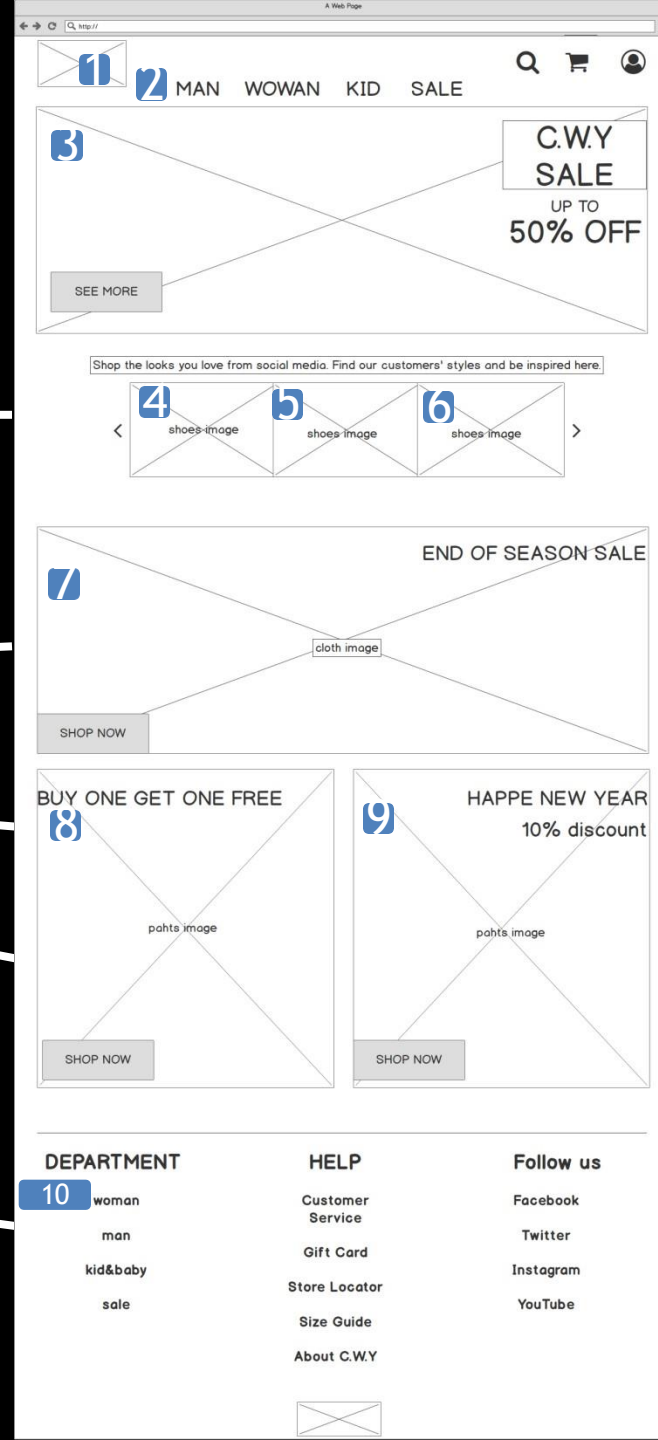 A Web Page
http://
1
2 MAN WOWAN KID SALE
3
C.W.Y
SALE
UP TO
50% OFF
SEE MORE
Shop the looks you love from social media. Find our customers' styles and be inspired here.
4 5 6
shoes image shoes image shoes image
END OF SEASON SALE
7
cloth image
SHOP NOW
BUY ONE GET ONE FREE
8
pahts image
SHOP NOW
HAPPE NEW YEAR
9
10% discount
pahts image
SHOP NOW
DEPARTMENT
10 woman
man
kid&baby
sale
HELP
Customer
Service
Gift Card
Store Locator
Size Guide
About C.W.Y
Follow us
Facebook
Twitter
Instagram
YouTube